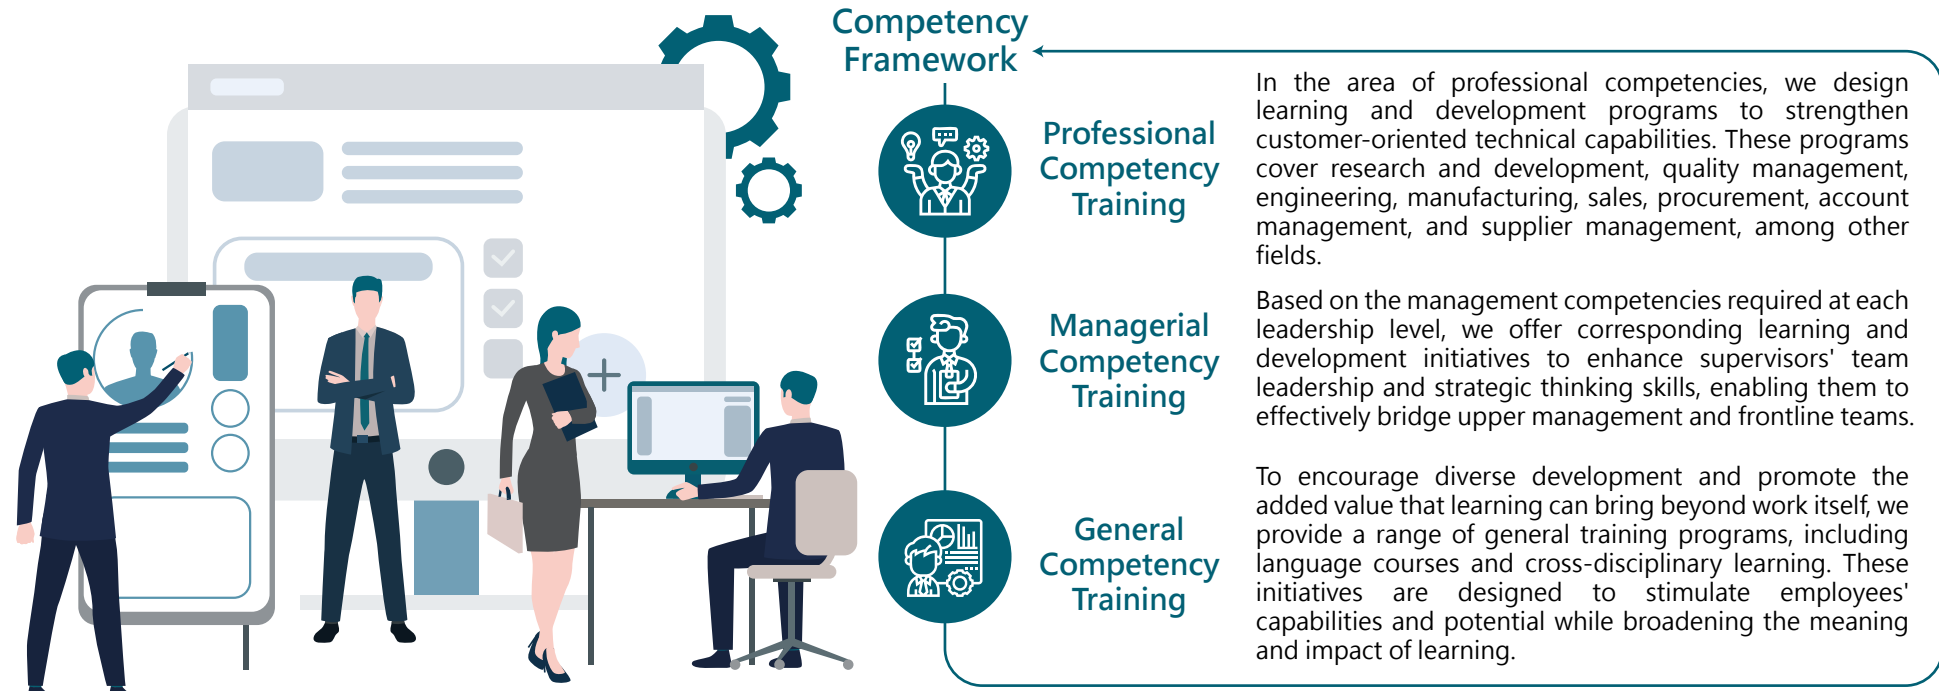 Competency
Framework
Professional
Competency
Training
In the area of professional competencies, we design
learning and development programs to strengthen
customer-oriented technical capabilities. These programs
cover research and development, quality management,
engineering, manufacturing, sales, procurement, account
management, and supplier management, among other
fields.
Managerial
Competency
Training
Based on the management competencies required at each
leadership level, we offer corresponding learning and
development initiatives to enhance supervisors' team
leadership and strategic thinking skills, enabling them to
effectively bridge upper management and frontline teams.
General
Competency
Training
To encourage diverse development and promote the
added value that learning can bring beyond work itself, we
provide a range of general training programs, including
language courses and cross-disciplinary learning. These
initiatives are designed to stimulate employees'
capabilities and potential while broadening the meaning
and impact of learning.